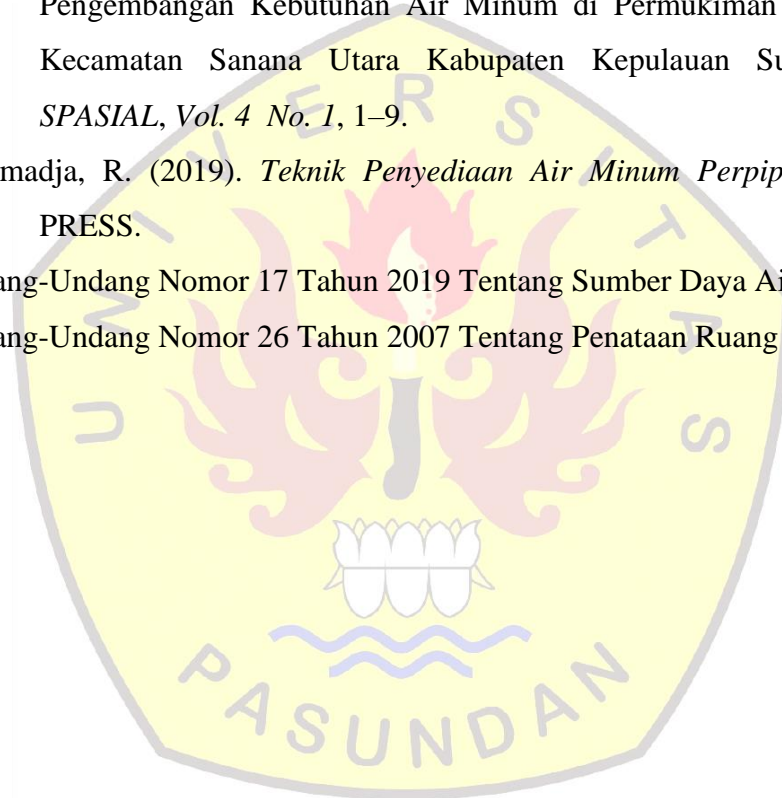 Pengembangan Kebutuhan Air Minum di Permukiman
Kecamatan Sanana Utara Kabupaten Kepulauan Su
SPASIAL, Vol. 4 No. 1, 1–9.
madja, R. (2019). Teknik Penyediaan Air Minum Perpip
PRESS.
ang-Undang Nomor 17 Tahun 2019 Tentang Sumber Daya Ai
ang-Undang Nomor 26 Tahun 2007 Tentang Penataan Ruang
UNIVERSITAS
PASUNDAN